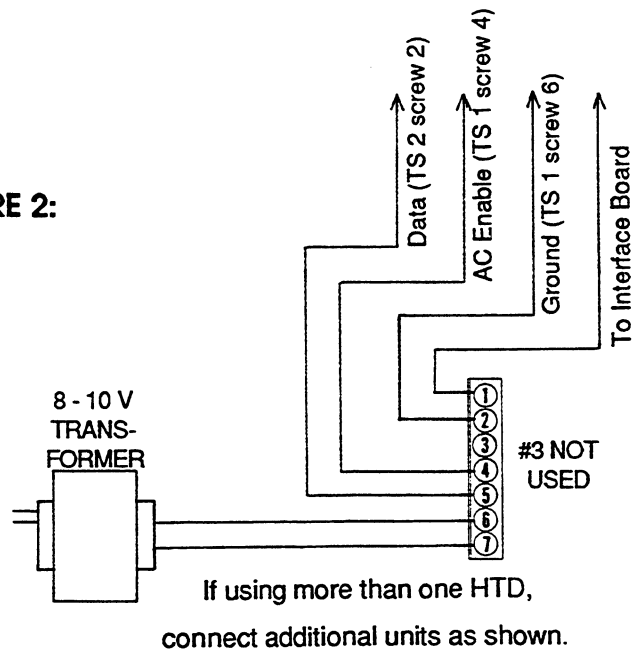 RE 2:
Data (TS 2 screw 2)
AC Enable (TS 1 screw 4)
Ground (TS 1 screw 6)
To Interface Board
8 - 10 V
TRANS-
FORMER
1
2
3
4
5
6
7
#3 NOT
USED
If using more than one HTD,
connect additional units as shown.